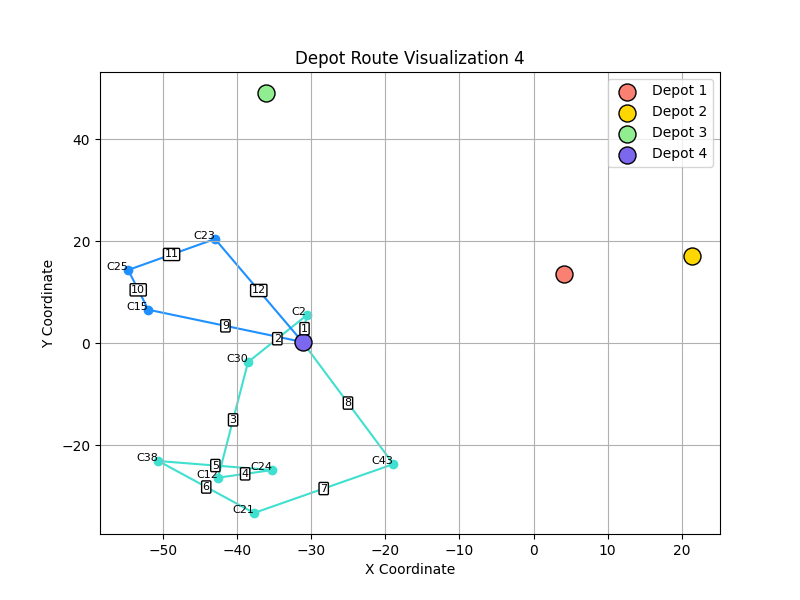 Depot Route Visualization 4
Depot 1
Depot 2
Depot 3
Depot 4
Y Coordinate
40
20
0
−20
C23
11
C25
10
12
C15
C2
9
1
2
C30
8
3
C38
5
C24
C43
C12
4
6
7
C21
−50
−40
−30
−20
−10
0
10
20
X Coordinate